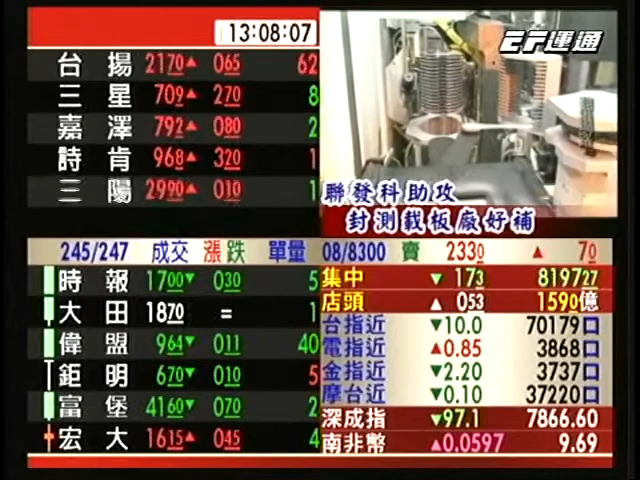 13:08:07
EF運通
台揚 2170▲ 065 62
三星 709▲ 270 8
嘉澤 792▲ 080 2
詩肯 968▲ 320 1
三陽 2990▲ 010 1
聯發科助攻
封測載板廠好補
245/247 成交 漲跌 單量
時報 1700▼ 030 5
大田 1870 = 1
偉盟 964▼ 011 40
鉅明 670▼ 010 5
富堡 4160▼ 070 2
宏大 1615▲ 045 4
08/8300 賣 2330 ▲ 70
集中 ▼ 173 819727
店頭 ▲ 053 1590億
台指近 ▼10.0 70179口
電指近 ▲0.85 3868口
金指近 ▼2.20 3737口
摩台近 ▼0.10 37220口
深成指 ▼97.1 7866.60
南非幣 ▲0.0597 9.69